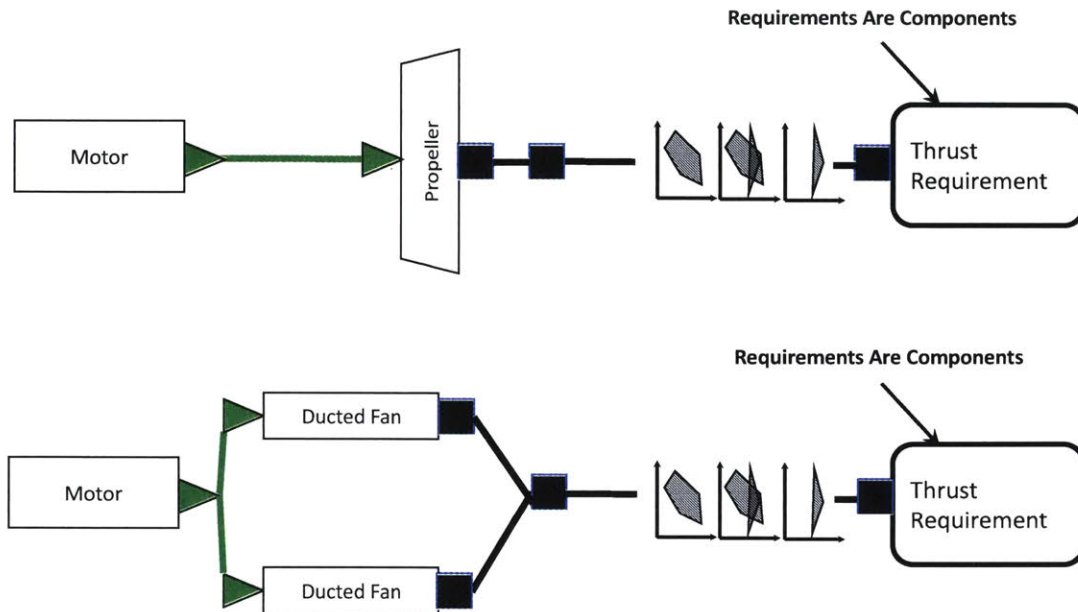 Requirements Are Components
Motor
Propeller
Thrust
Requirement
Requirements Are Components
Ducted Fan
Motor
Thrust
Requirement
Ducted Fan